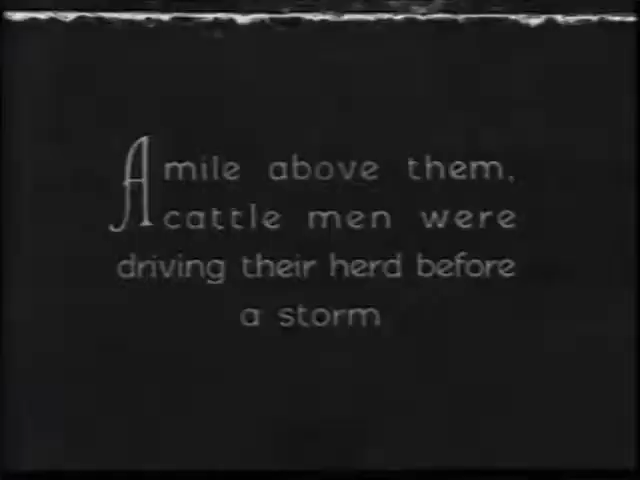 A mile above them,
cattle men were
driving their herd before
a storm